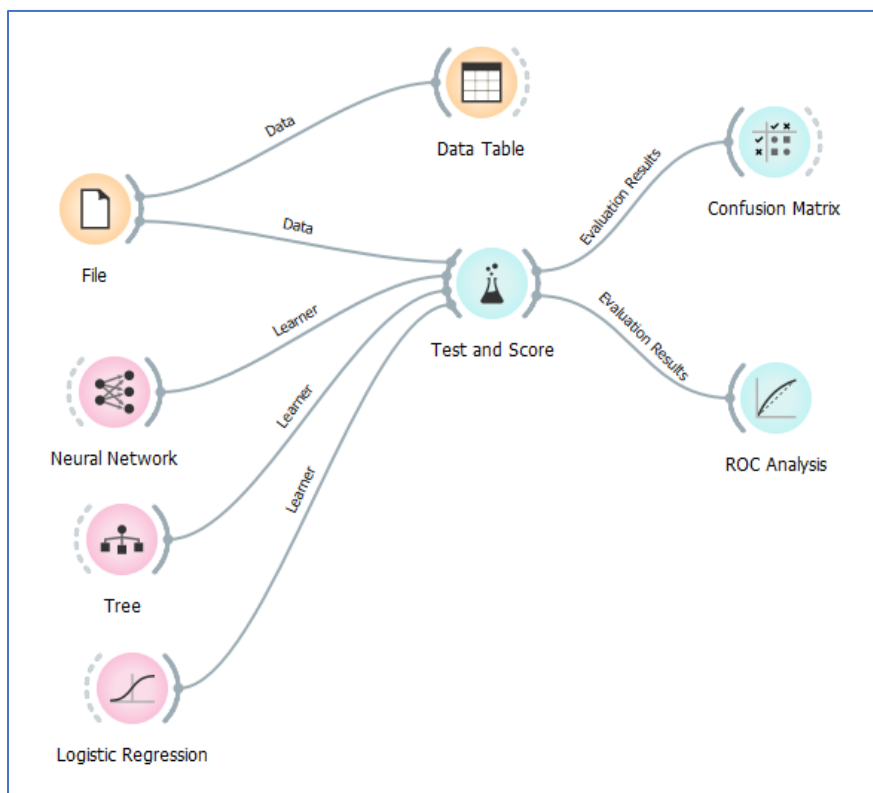 Data
Data Table
Evaluation Results
Confusion Matrix
File
Data
Test and Score
Learner
Evaluation Results
Neural Network
Learner
ROC Analysis
Tree
Learner
Logistic Regression